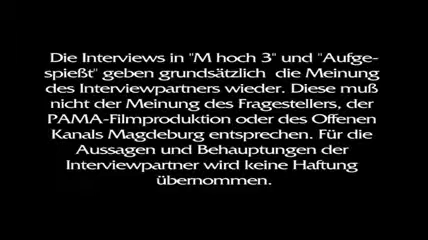 Die Interviews in "M hoch 3" und "Aufge-
spießt" geben grundsätzlich die Meinung
des Interviewpartners wieder. Diese muß
nicht der Meinung des Fragestellers, der
PAMA-Filmproduktion oder des Offenen
Kanals Magdeburg entsprechen. Für die
Aussagen und Behauptungen der
Interviewpartner wird keine Haftung
übernommen.